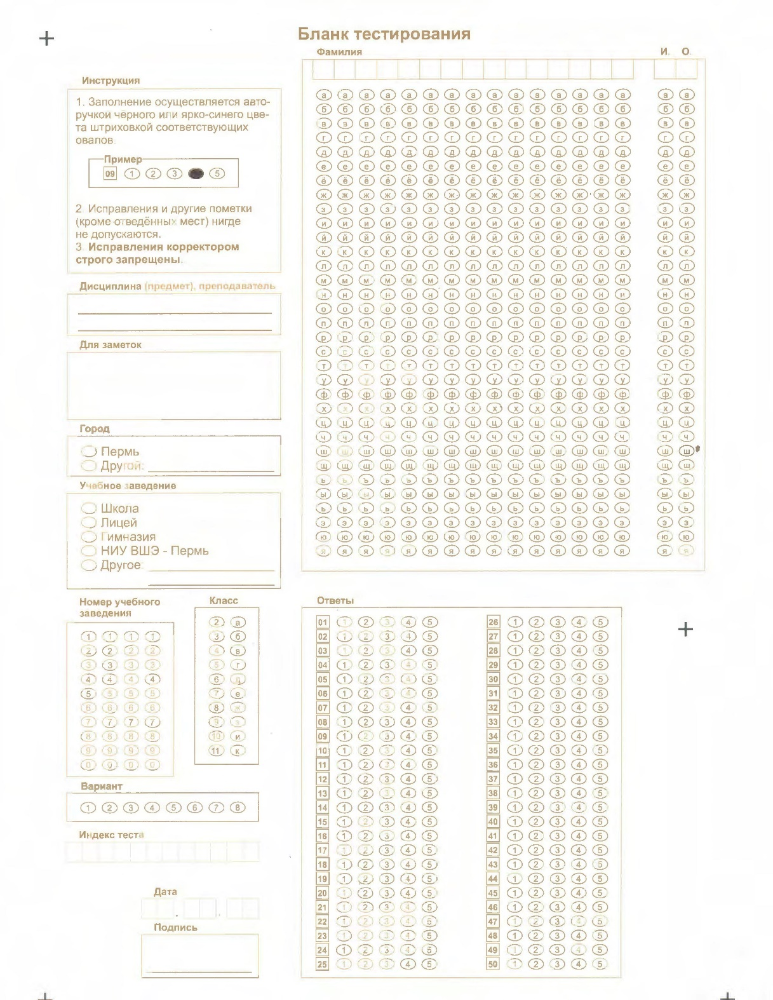 Бланк тестирования
Фамилия И. О.
Инструкция
1. Заполнение осуществляется авто-
ручкой чёрного или ярко-синего цве-
та штриховкой соответствующих
овалов.
Пример
09 1 2 3 5
2. Исправления и другие пометки
(кроме отведённых мест) нигде
не допускаются.
3. Исправления корректором
строго запрещены.
Дисциплина (предмет), преподаватель
Для заметок
Город
Пермь
Другой:
Учебное заведение
Школа
Лицей
Гимназия
НИУ ВШЭ - Пермь
Другое:
а а а а а а а а а а а а а а а а а
б б б б б б б б б б б б б б б б б
в в в в в в в в в в в в в в в в в
г г г г г г г г г г г г г г г г г
д д д д д д д д д д д д д д д д д
е е е е е е е е е е е е е е е е е
ё ё ё ё ё ё ё ё ё ё ё ё ё ё ё ё ё
ж ж ж ж ж ж ж ж ж ж ж ж ж ж ж ж ж
з з з з з з з з з з з з з з з з з
и и и и и и и и и и и и и и и и и
й й й й й й й й й й й й й й й й й
к к к к к к к к к к к к к к к к к
л л л л л л л л л л л л л л л л л
м м м м м м м м м м м м м м м м м
н н н н н н н н н н н н н н н н н
о о о о о о о о о о о о о о о о о
п п п п п п п п п п п п п п п п п
р р р р р р р р р р р р р р р р р
с с с с с с с с с с с с с с с с с
т т т т т т т т т т т т т т т т т
у у у у у у у у у у у у у у у у у
ф ф ф ф ф ф ф ф ф ф ф ф ф ф ф ф ф
х х х х х х х х х х х х х х х х х
ц ц ц ц ц ц ц ц ц ц ц ц ц ц ц ц ц
ч ч ч ч ч ч ч ч ч ч ч ч ч ч ч ч ч
ш ш ш ш ш ш ш ш ш ш ш ш ш ш ш ш ш
щ щ щ щ щ щ щ щ щ щ щ щ щ щ щ щ щ
ъ ъ ъ ъ ъ ъ ъ ъ ъ ъ ъ ъ ъ ъ ъ ъ ъ
ы ы ы ы ы ы ы ы ы ы ы ы ы ы ы ы ы
ь ь ь ь ь ь ь ь ь ь ь ь ь ь ь ь ь
э э э э э э э э э э э э э э э э э
ю ю ю ю ю ю ю ю ю ю ю ю ю ю ю ю ю
я я я я я я я я я я я я я я я я я
Номер учебного
заведения
1 1 1 1
2 2 2 2
3 3 3 3
4 4 4 4
5 5 5 5
6 6 6 6
7 7 7 7
8 8 8 8
9 9 9 9
0 0 0 0
Класс
2 а
3 б
4 в
5 г
6 д
7 е
8 ж
9 з
10 и
11 к
Вариант
1 2 3 4 5 6 7 8
Индекс теста
Дата
. .
Подпись
Ответы
01 1 2 3 4 5 26 1 2 3 4 5
02 1 2 3 4 5 27 1 2 3 4 5
03 1 2 3 4 5 28 1 2 3 4 5
04 1 2 3 4 5 29 1 2 3 4 5
05 1 2 3 4 5 30 1 2 3 4 5
06 1 2 3 4 5 31 1 2 3 4 5
07 1 2 3 4 5 32 1 2 3 4 5
08 1 2 3 4 5 33 1 2 3 4 5
09 1 2 3 4 5 34 1 2 3 4 5
10 1 2 3 4 5 35 1 2 3 4 5
11 1 2 3 4 5 36 1 2 3 4 5
12 1 2 3 4 5 37 1 2 3 4 5
13 1 2 3 4 5 38 1 2 3 4 5
14 1 2 3 4 5 39 1 2 3 4 5
15 1 2 3 4 5 40 1 2 3 4 5
16 1 2 3 4 5 41 1 2 3 4 5
17 1 2 3 4 5 42 1 2 3 4 5
18 1 2 3 4 5 43 1 2 3 4 5
19 1 2 3 4 5 44 1 2 3 4 5
20 1 2 3 4 5 45 1 2 3 4 5
21 1 2 3 4 5 46 1 2 3 4 5
22 1 2 3 4 5 47 1 2 3 4 5
23 1 2 3 4 5 48 1 2 3 4 5
24 1 2 3 4 5 49 1 2 3 4 5
25 1 2 3 4 5 50 1 2 3 4 5